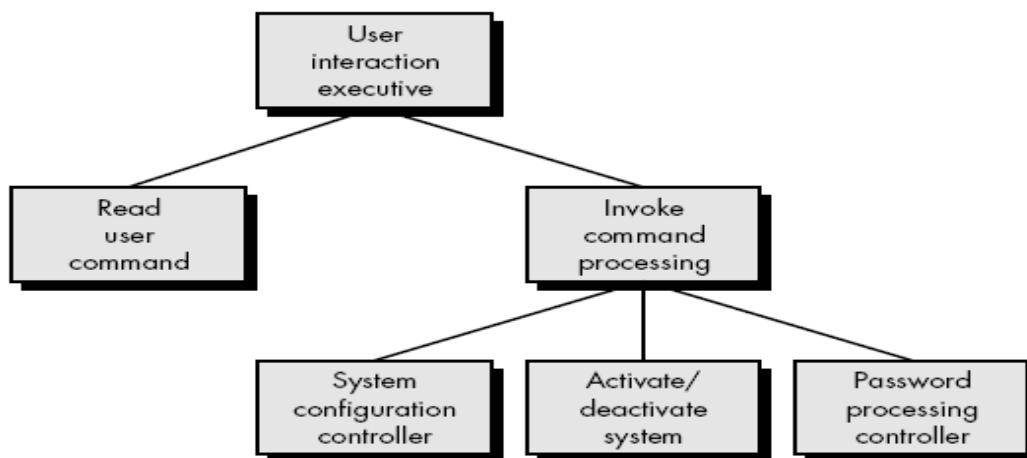 User
interaction
executive
Read
user
command
Invoke
command
processing
System
configuration
controller
Activate/
deactivate
system
Password
processing
controller